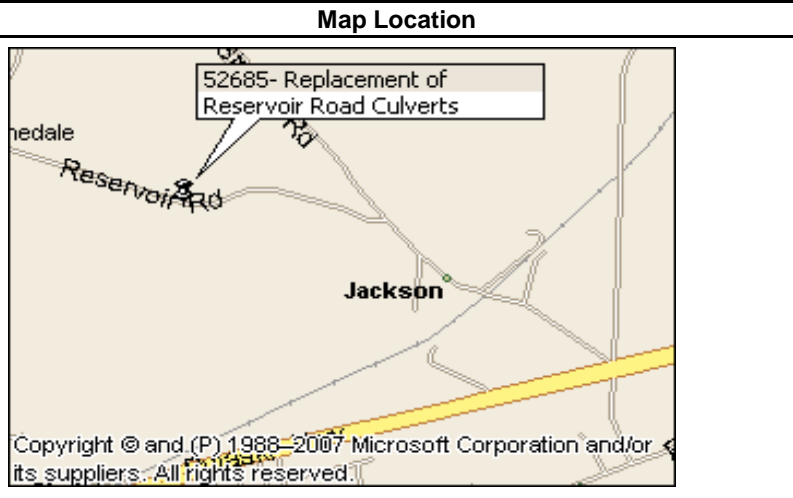 Map Location
52685- Replacement of
Reservoir Road Culverts
Rd
nedale
Reservoir Rd
Jackson
Copyright © and (P) 1988–2007 Microsoft Corporation and/or
its suppliers. All rights reserved.